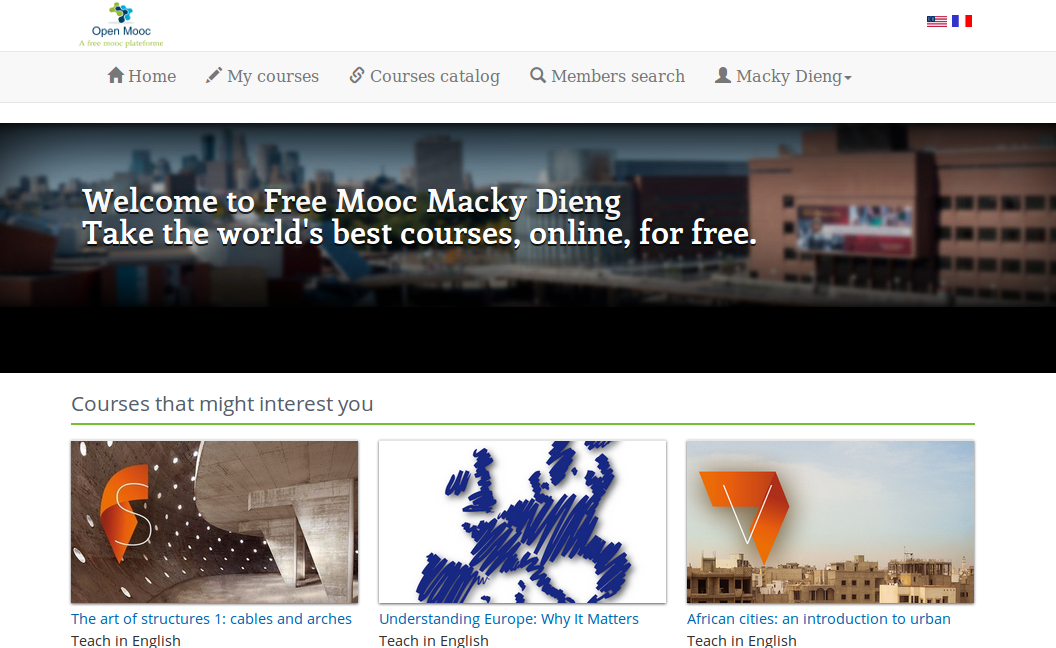 Open Mooc
A free mooc plateforme
Home My courses Courses catalog Members search Macky Dieng
Welcome to Free Mooc Macky Dieng
Take the world's best courses, online, for free.
Courses that might interest you
The art of structures 1: cables and arches
Teach in English
Understanding Europe: Why It Matters
Teach in English
African cities: an introduction to urban
Teach in English